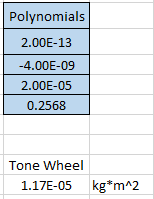 Polynomials
2.00E-13
-4.00E-09
2.00E-05
0.2568
Tone Wheel
1.17E-05 kg*m^2